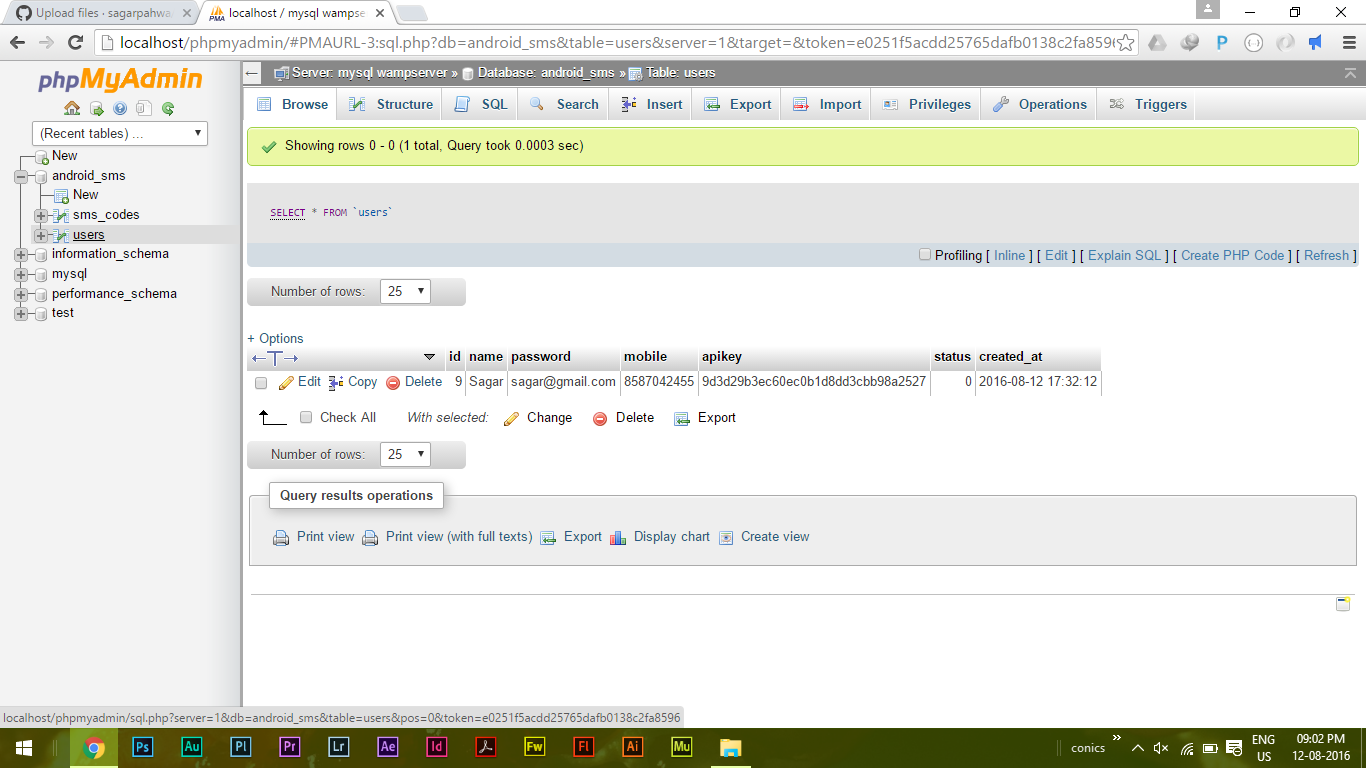 Upload files · sagarpahwa
localhost / mysql wampse
localhost/phpmyadmin/#PMAURL-3:sql.php?db=android_sms&table=users&server=1&target=&token=e0251f5acdd25765dafb0138c2fa8596
phpMyAdmin
(Recent tables) ...
New
android_sms
New
sms_codes
users
information_schema
mysql
performance_schema
test
Server: mysql wampserver » Database: android_sms » Table: users
Browse Structure SQL Search Insert Export Import Privileges Operations Triggers
Showing rows 0 - 0 (1 total, Query took 0.0003 sec)
SELECT * FROM `users`
Profiling [ Inline ] [ Edit ] [ Explain SQL ] [ Create PHP Code ] [ Refresh ]
Number of rows: 25
+ Options
id name password mobile apikey status created_at
Edit Copy Delete 9 Sagar sagar@gmail.com 8587042455 9d3d29b3ec60ec0b1d8dd3cbb98a2527 0 2016-08-12 17:32:12
Check All With selected: Change Delete Export
Number of rows: 25
Query results operations
Print view Print view (with full texts) Export Display chart Create view
localhost/phpmyadmin/sql.php?server=1&db=android_sms&table=users&pos=0&token=e0251f5acdd25765dafb0138c2fa8596
Ps Au Pl Pr Lr Ae Id Fw Fl Ai Mu
conics
ENG
US
09:02 PM
12-08-2016